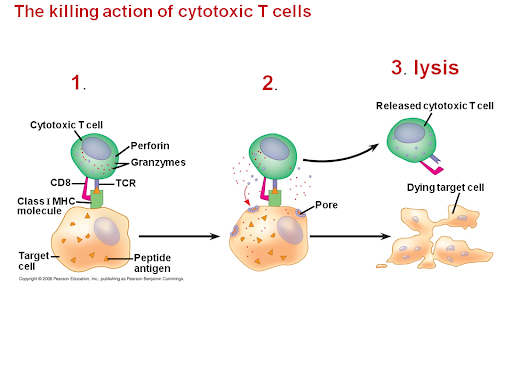 The killing action of cytotoxic T cells
1.
2.
3. lysis
Cytotoxic T cell
Perforin
Granzymes
CD8
TCR
Class I MHC
molecule
Target
cell
Peptide
antigen
Pore
Released cytotoxic T cell
Dying target cell
Copyright © 2008 Pearson Education, Inc., publishing as Pearson Benjamin Cummings.